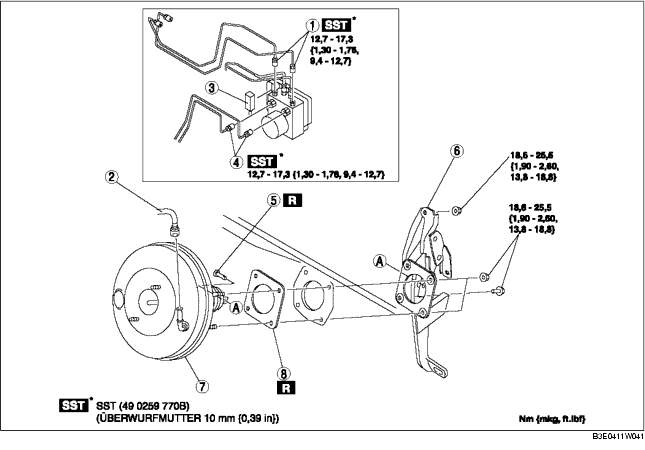 1 SST*
12,7 - 17,3
{1,30 - 1,76,
9,4 - 12,7}
3
4 SST*
12,7 - 17,3 {1,30 - 1,76, 9,4 - 12,7}
2
5 R
6
18,6 - 25,5
{1,90 - 2,60,
13,8 - 18,8}
18,6 - 25,5
{1,90 - 2,60,
13,8 - 18,8}
A
A
7
8
R
SST* SST (49 0259 770B)
(ÜBERWURFMUTTER 10 mm {0,39 in})
Nm {mkg, ft.lbf}
B3E0411W041